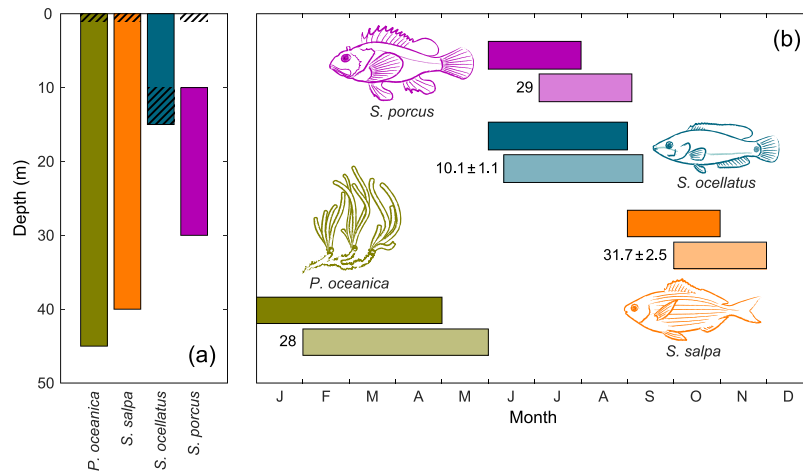 0
10
20
30
40
50
Depth (m)
(a)
P. oceanica
S. salpa
S. ocellatus
S. porcus
(b)
S. porcus
29
10.1±1.1
S. ocellatus
31.7±2.5
P. oceanica
28
S. salpa
J F M A M J J A S O N D
Month